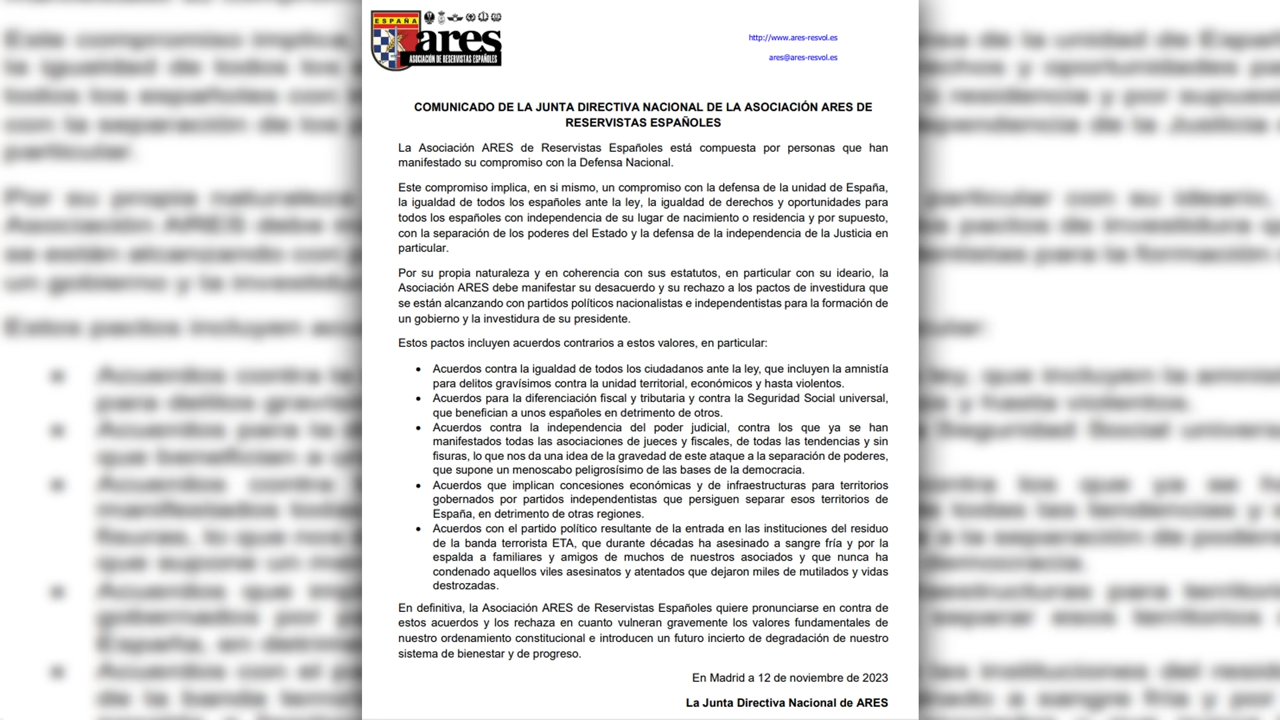 ESPAÑA
ares
ASOCIACIÓN DE RESERVISTAS ESPAÑOLES
http://www.ares-resvol.es
ares@ares-resvol.es
COMUNICADO DE LA JUNTA DIRECTIVA NACIONAL DE LA ASOCIACIÓN ARES DE
RESERVISTAS ESPAÑOLES
La Asociación ARES de Reservistas Españoles está compuesta por personas que han
manifestado su compromiso con la Defensa Nacional.
Este compromiso implica, en si mismo, un compromiso con la defensa de la unidad de España,
la igualdad de todos los españoles ante la ley, la igualdad de derechos y oportunidades para
todos los españoles con independencia de su lugar de nacimiento o residencia y por supuesto,
con la separación de los poderes del Estado y la defensa de la independencia de la Justicia en
particular.
Por su propia naturaleza y en coherencia con sus estatutos, en particular con su ideario, la
Asociación ARES debe manifestar su desacuerdo y su rechazo a los pactos de investidura que
se están alcanzando con partidos políticos nacionalistas e independentistas para la formación de
un gobierno y la investidura de su presidente.
Estos pactos incluyen acuerdos contrarios a estos valores, en particular:
• Acuerdos contra la igualdad de todos los ciudadanos ante la ley, que incluyen la amnistía
para delitos gravísimos contra la unidad territorial, económicos y hasta violentos.
• Acuerdos para la diferenciación fiscal y tributaria y contra la Seguridad Social universal,
que benefician a unos españoles en detrimento de otros.
• Acuerdos contra la independencia del poder judicial, contra los que ya se han
manifestados todas las asociaciones de jueces y fiscales, de todas las tendencias y sin
fisuras, lo que nos da una idea de la gravedad de este ataque a la separación de poderes,
que supone un menoscabo peligrosísimo de las bases de la democracia.
• Acuerdos que implican concesiones económicas y de infraestructuras para territorios
gobernados por partidos independentistas que persiguen separar esos territorios de
España, en detrimento de otras regiones.
• Acuerdos con el partido político resultante de la entrada en las instituciones del residuo
de la banda terrorista ETA, que durante décadas ha asesinado a sangre fría y por la
espalda a familiares y amigos de muchos de nuestros asociados y que nunca ha
condenado aquellos viles asesinatos y atentados que dejaron miles de mutilados y vidas
destrozadas.
En definitiva, la Asociación ARES de Reservistas Españoles quiere pronunciarse en contra de
estos acuerdos y los rechaza en cuanto vulneran gravemente los valores fundamentales de
nuestro ordenamiento constitucional e introducen un futuro incierto de degradación de nuestro
sistema de bienestar y de progreso.
En Madrid a 12 de noviembre de 2023
La Junta Directiva Nacional de ARES